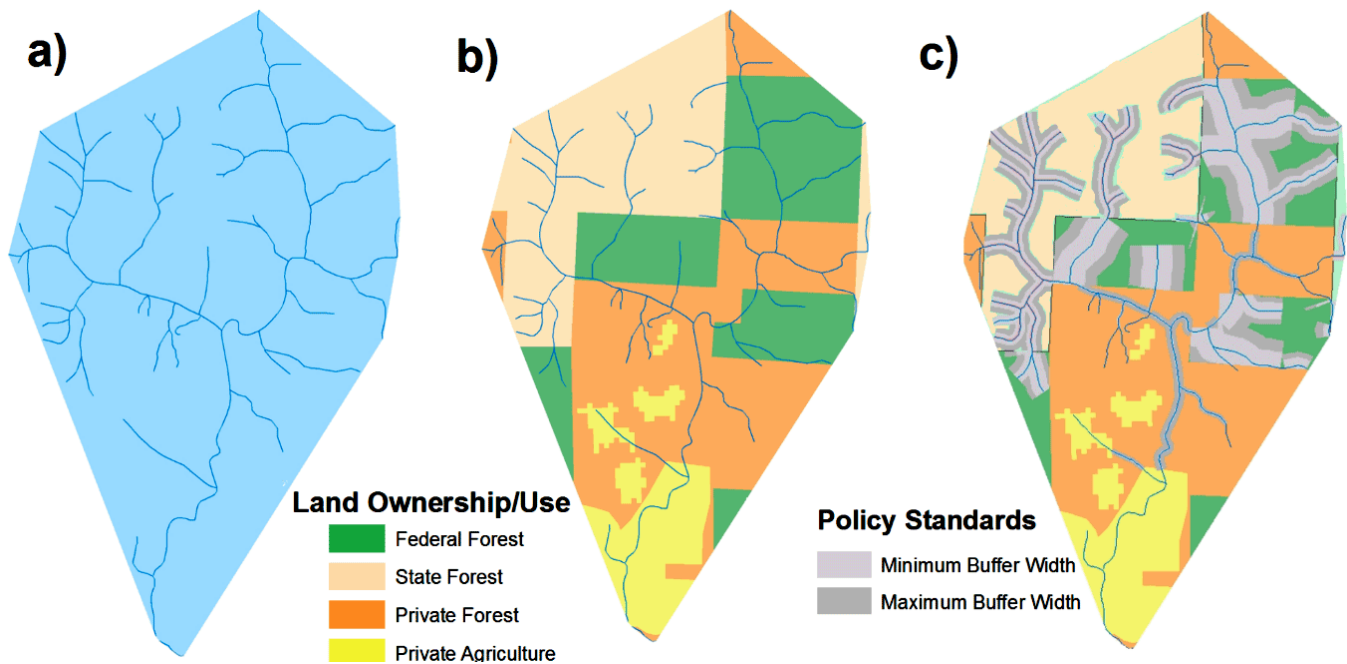 a)
b)
c)
Land Ownership/Use
Federal Forest
State Forest
Private Forest
Private Agriculture
Policy Standards
Minimum Buffer Width
Maximum Buffer Width